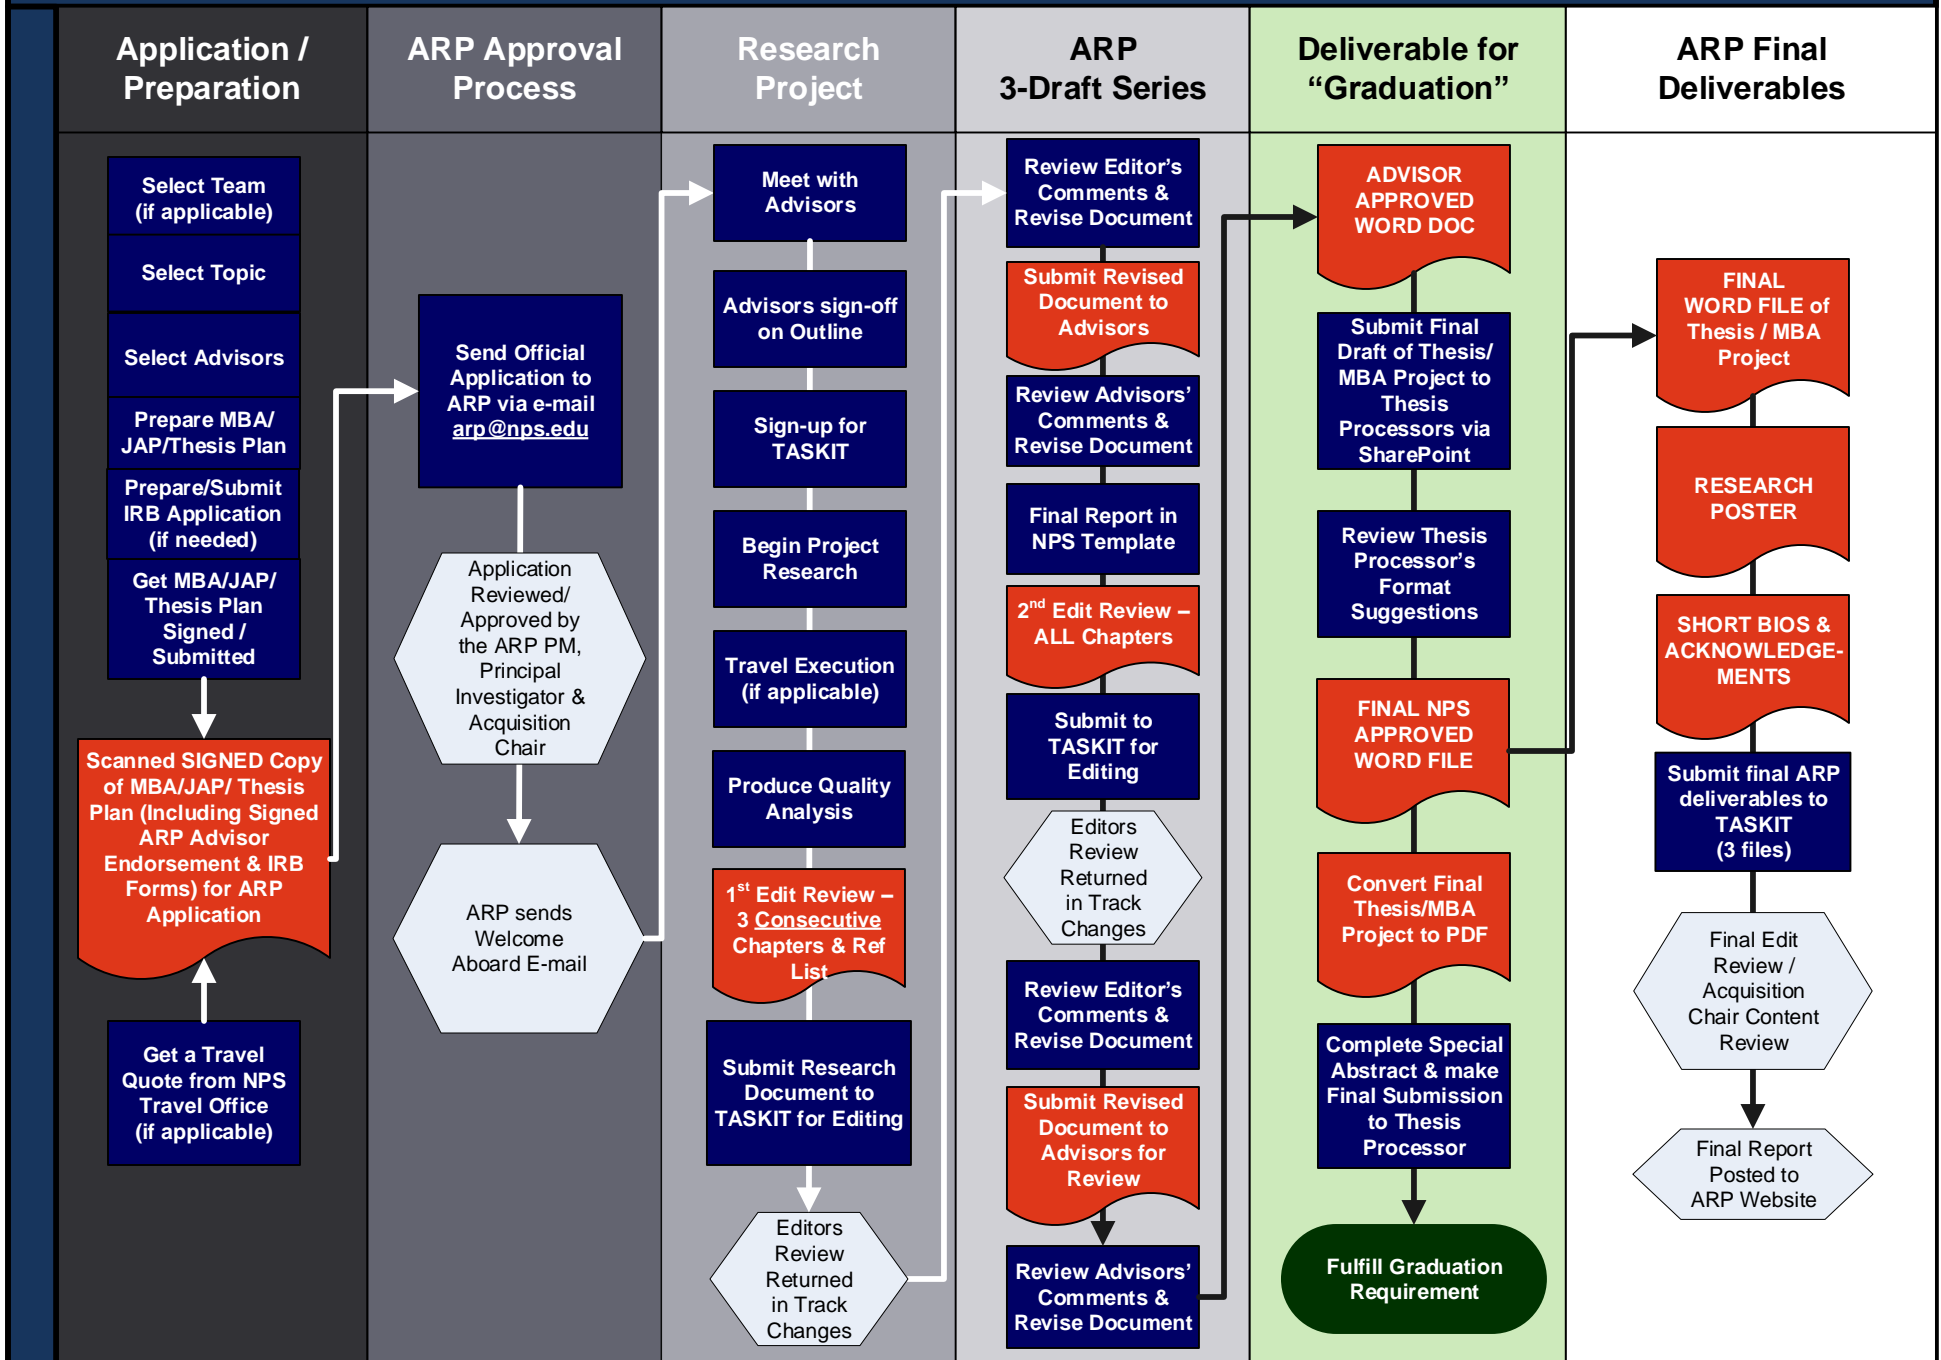 Application /
Preparation
ARP Approval
Process
Research
Project
ARP
3-Draft Series
Deliverable for
“Graduation”
ARP Final
Deliverables
Select Team
(if applicable)
Select Topic
Select Advisors
Prepare MBA/
JAP/Thesis Plan
Prepare/Submit
IRB Application
(if needed)
Get MBA/JAP/
Thesis Plan
Signed /
Submitted
Scanned SIGNED Copy
of MBA/JAP/ Thesis
Plan (Including Signed
ARP Advisor
Endorsement & IRB
Forms) for ARP
Application
Get a Travel
Quote from NPS
Travel Office
(if applicable)
Send Official
Application to
ARP via e-mail
arp@nps.edu
Application
Reviewed/
Approved by
the ARP PM,
Principal
Investigator &
Acquisition
Chair
ARP sends
Welcome
Aboard E-mail
Meet with
Advisors
Advisors sign-off
on Outline
Sign-up for
TASKIT
Begin Project
Research
Travel Execution
(if applicable)
Produce Quality
Analysis
1st Edit Review –
3 Consecutive
Chapters & Ref
List
Submit Research
Document to
TASKIT for Editing
Editors
Review
Returned
in Track
Changes
Review Editor’s
Comments &
Revise Document
Submit Revised
Document to
Advisors
Review Advisors’
Comments &
Revise Document
Final Report in
NPS Template
2nd Edit Review –
ALL Chapters
Submit to
TASKIT for
Editing
Editors
Review
Returned
in Track
Changes
Review Editor’s
Comments &
Revise Document
Submit Revised
Document to
Advisors for
Review
Review Advisors’
Comments &
Revise Document
ADVISOR
APPROVED
WORD DOC
Submit Final
Draft of Thesis/
MBA Project to
Thesis
Processors via
SharePoint
Review Thesis
Processor’s
Format
Suggestions
FINAL NPS
APPROVED
WORD FILE
Convert Final
Thesis/MBA
Project to PDF
Complete Special
Abstract & make
Final Submission
to Thesis
Processor
Fulfill Graduation
Requirement
FINAL
WORD FILE of
Thesis / MBA
Project
RESEARCH
POSTER
SHORT BIOS &
ACKNOWLEDGE-
MENTS
Submit final ARP
deliverables to
TASKIT
(3 files)
Final Edit
Review /
Acquisition
Chair Content
Review
Final Report
Posted to
ARP Website